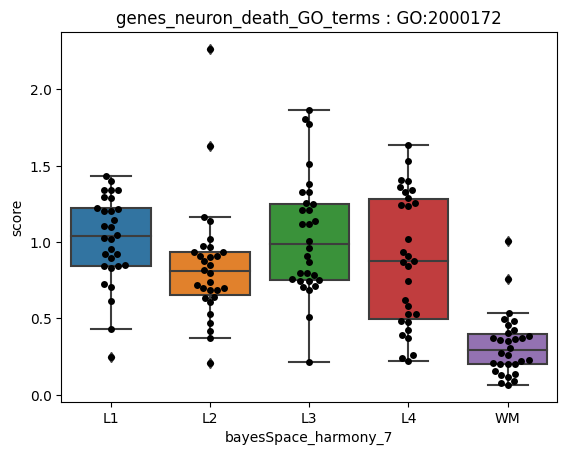 genes_neuron_death_GO_terms : GO:2000172
score
2.0
1.5
1.0
0.5
0.0
L1 L2 L3 L4 WM
bayesSpace_harmony_7